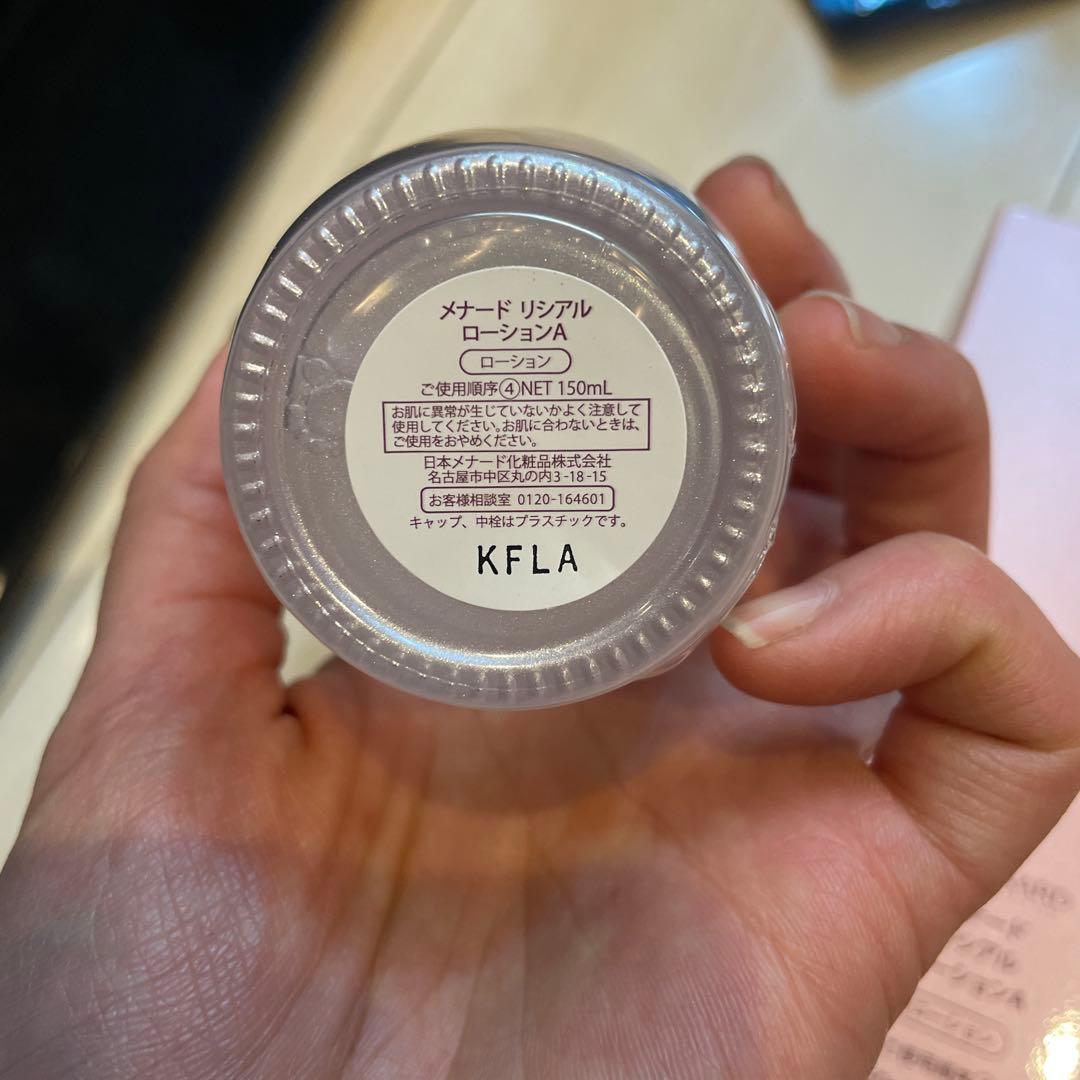 メナード リシアル
ローションA
ローション
ご使用順序④NET 150mL
お肌に異常が生じていないかよく注意して
使用してください。お肌に合わないときは、
ご使用をおやめください。
日本メナード化粧品株式会社
名古屋市中区丸の内3-18-15
お客様相談室 0120-164601
キャップ、中栓はプラスチックです。
KFLA